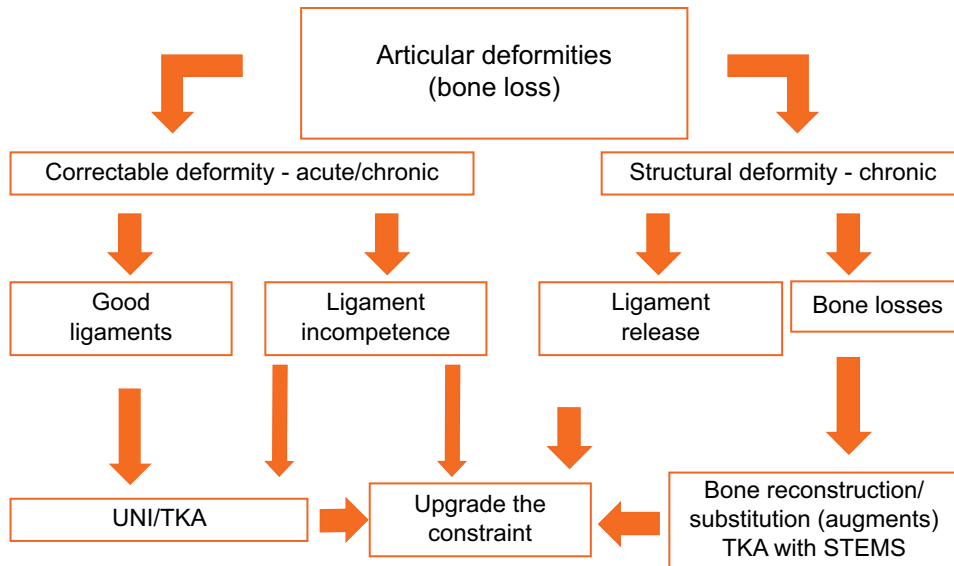 Articular deformities
(bone loss)
Correctable deformity - acute/chronic
Structural deformity - chronic
Good
ligaments
Ligament
incompetence
Ligament
release
Bone losses
UNI/TKA
Upgrade the
constraint
Bone reconstruction/
substitution (augments)
TKA with STEMS